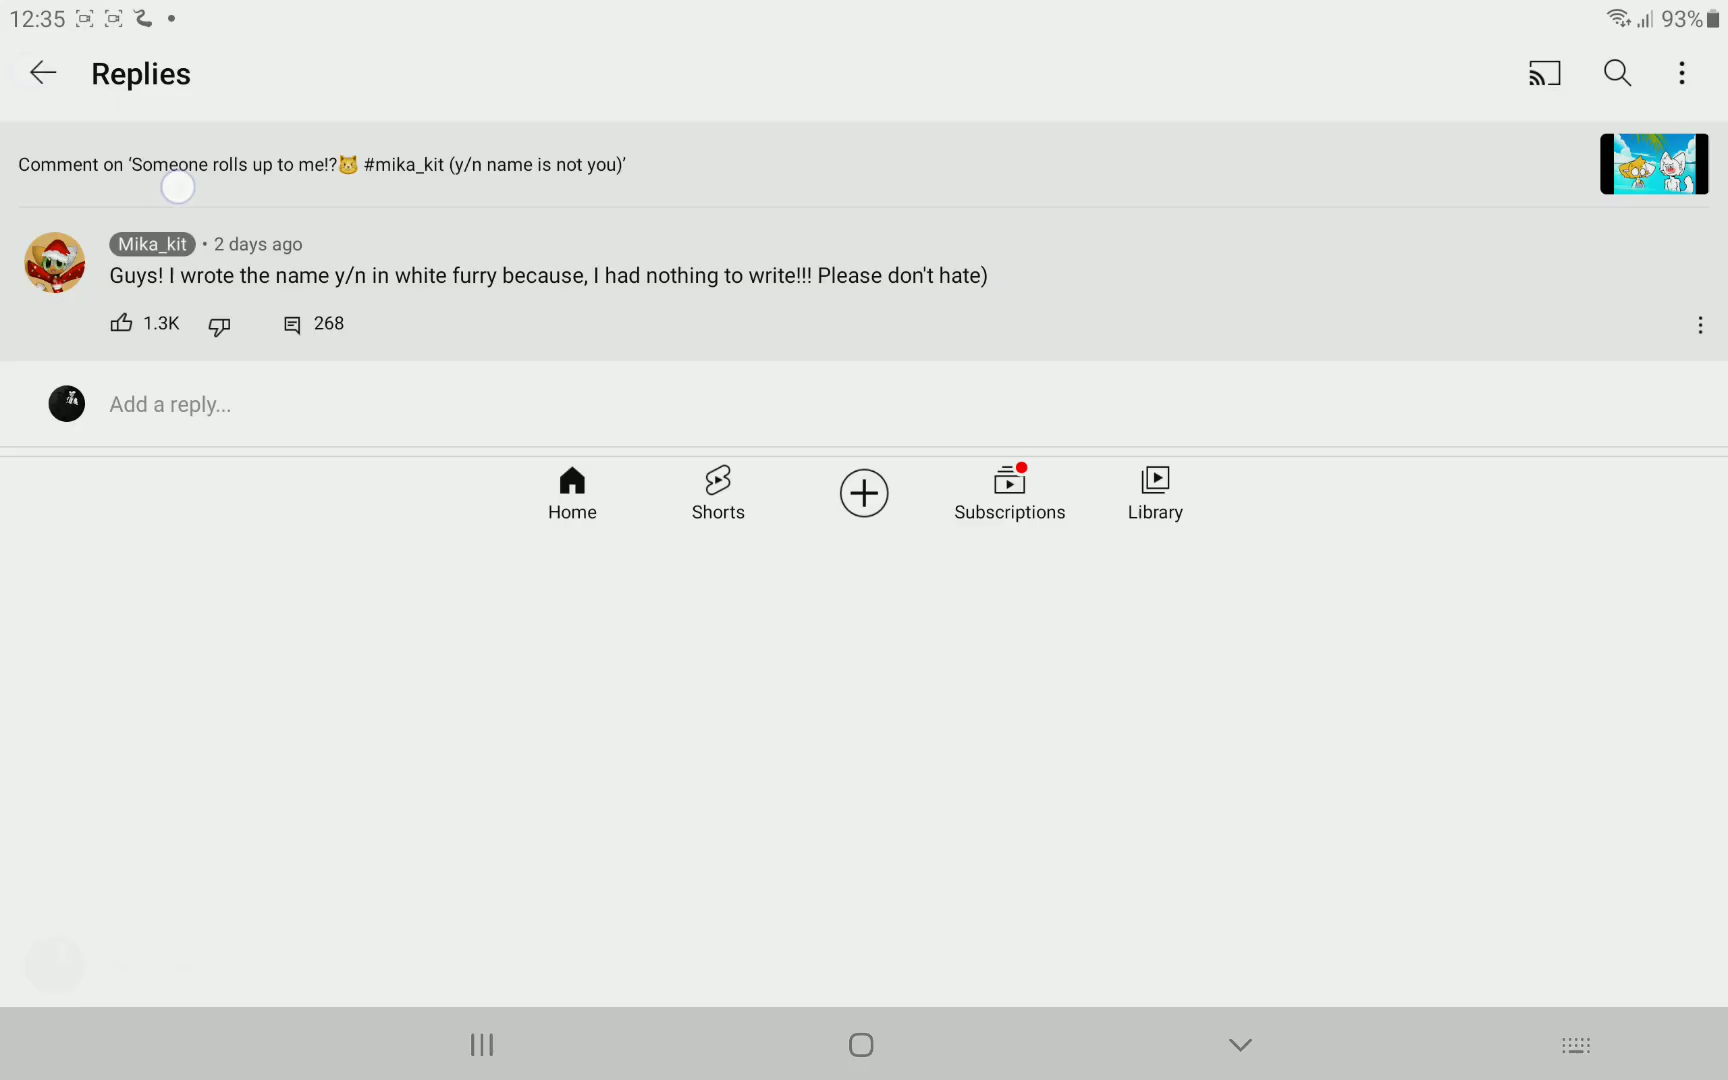 12:35
93%
Replies
Comment on ‘Someone rolls up to me!?😼 #mika_kit (y/n name is not you)’
Mika_kit • 2 days ago
Guys! I wrote the name y/n in white furry because, I had nothing to write!!! Please don't hate)
1.3K 268
Add a reply...
Home Shorts Subscriptions Library